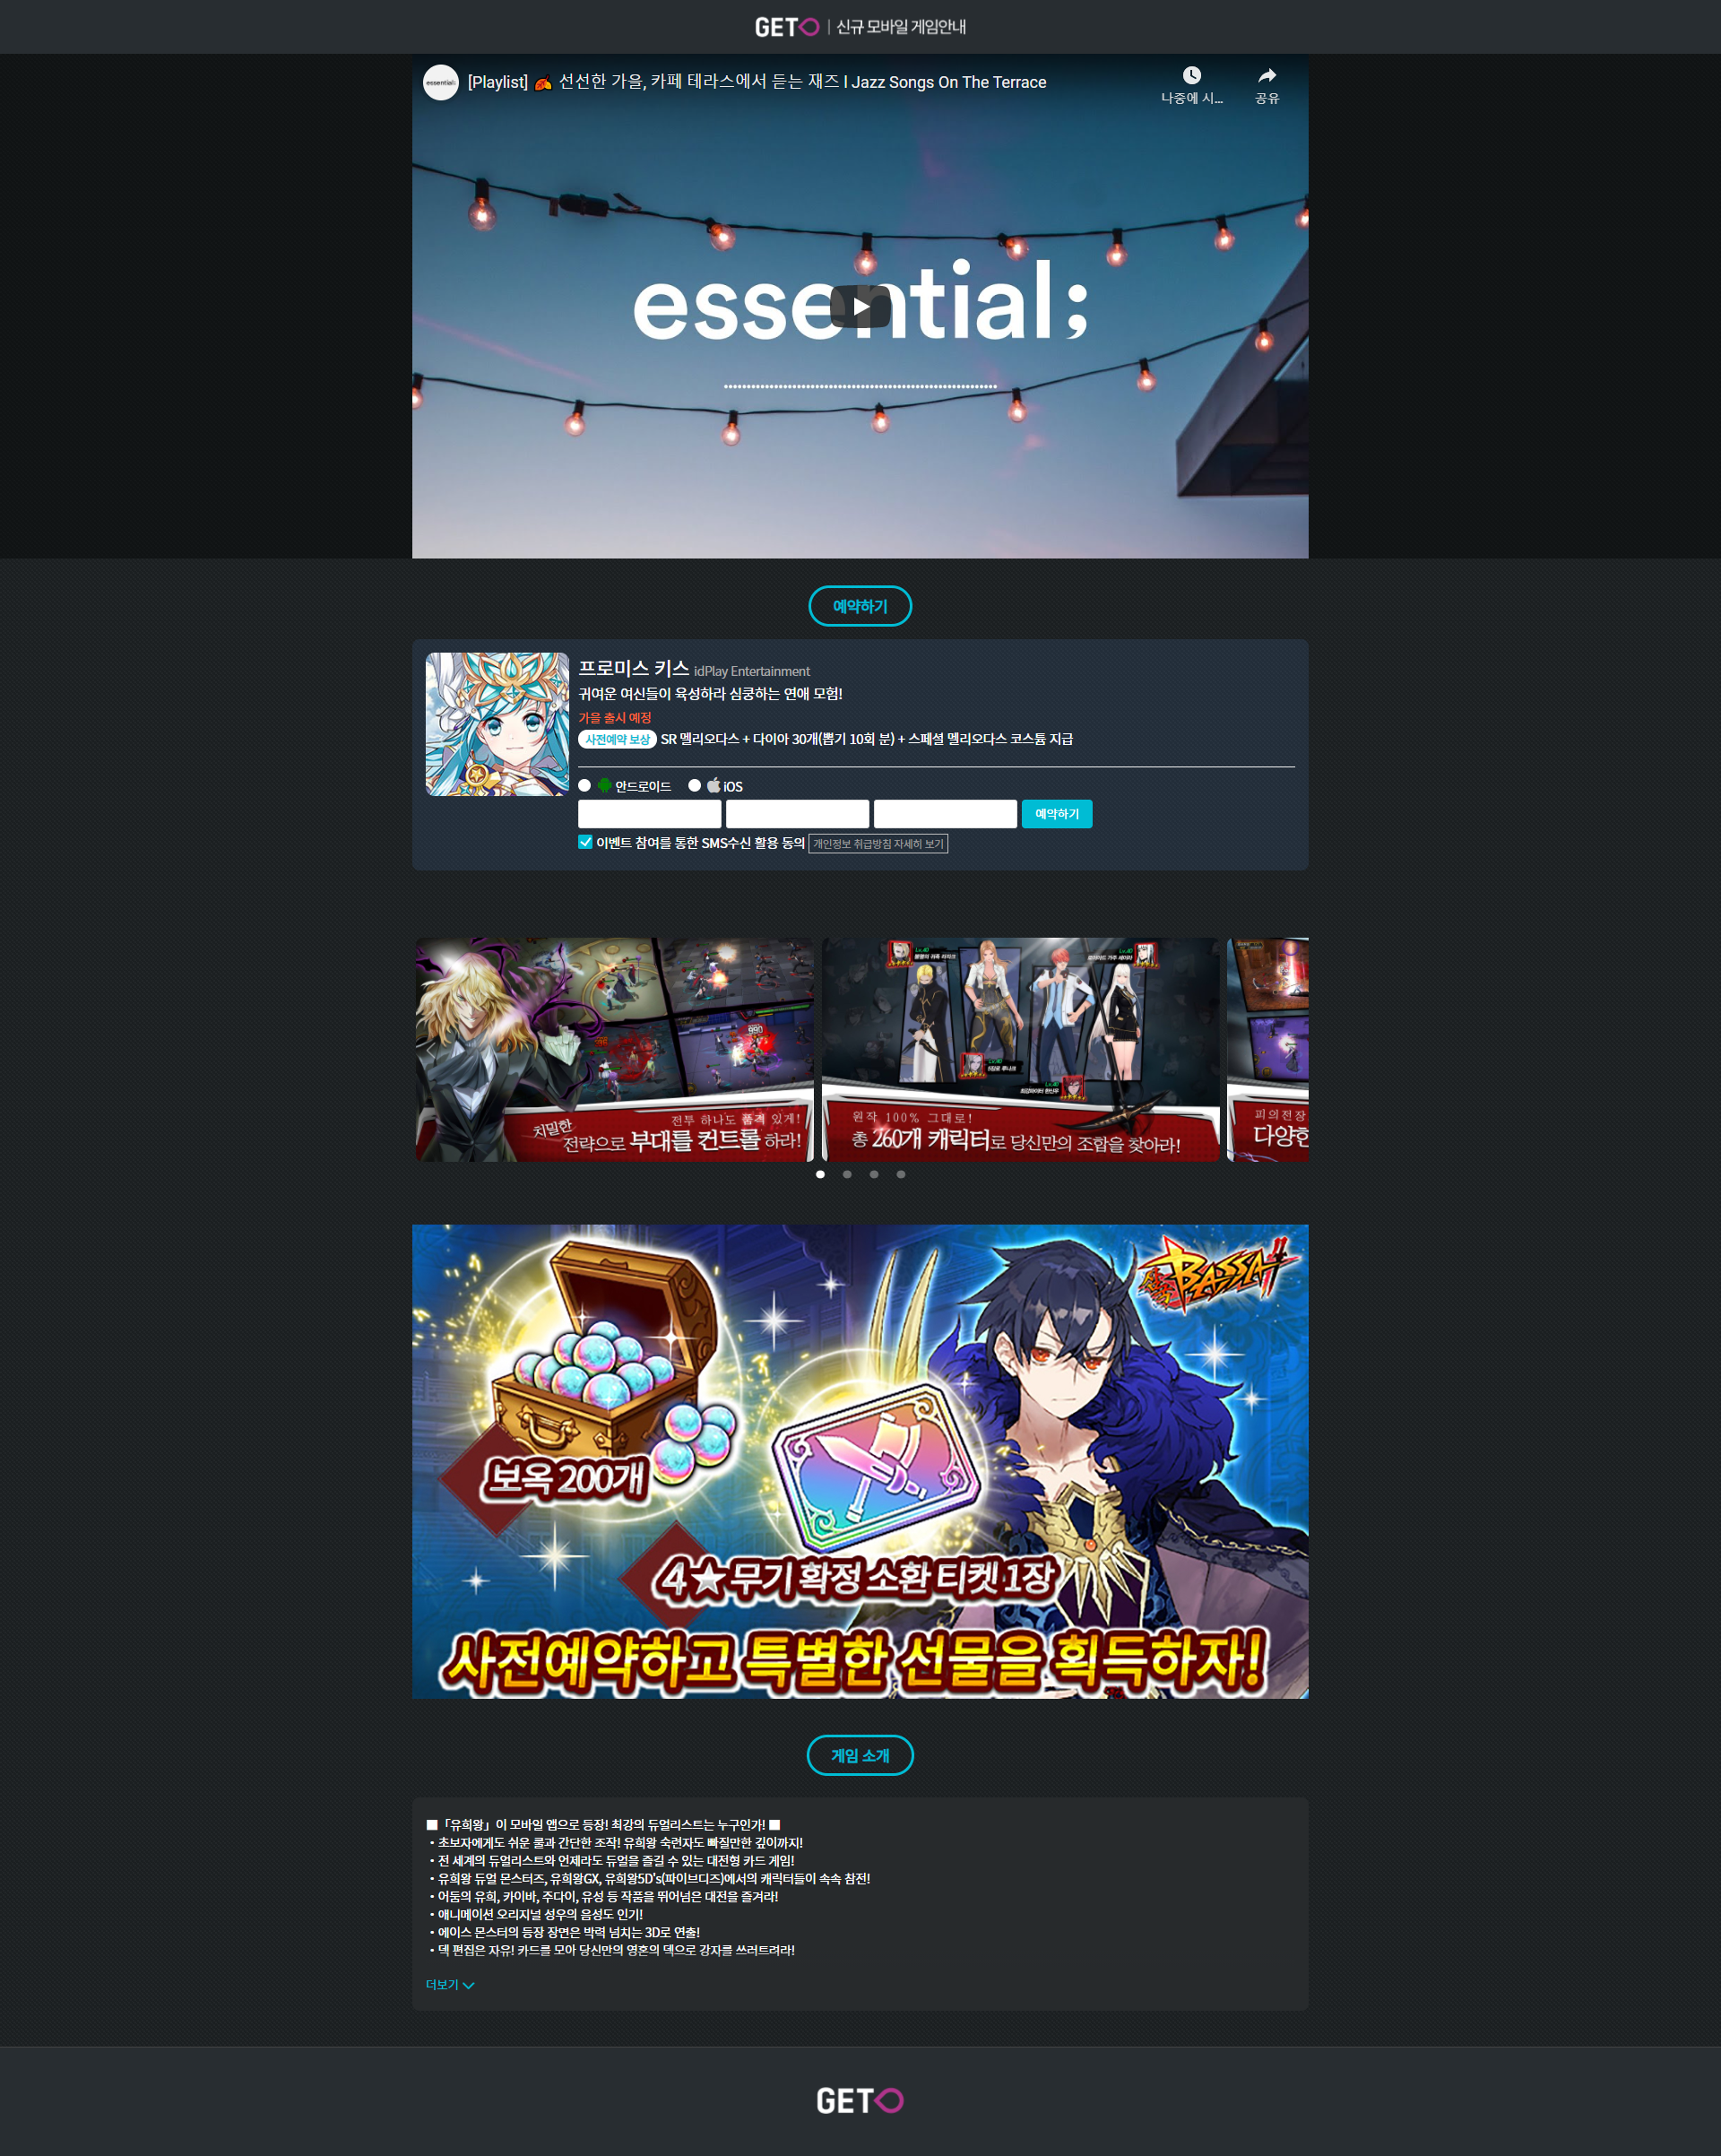 GETO | 신규 모바일 게임안내
essential;
[Playlist] 🍂 선선한 가을, 카페 테라스에서 듣는 재즈 l Jazz Songs On The Terrace
나중에 시...
공유
essential;
예약하기
프로미스 키스 idPlay Entertainment
귀여운 여신들이 육성하라 심쿵하는 연애 모험!
가을 출시 예정
사전예약 보상 SR 멜리오다스 + 다이아 30개(뽑기 10회 분) + 스페셜 멜리오다스 코스튬 지급
안드로이드 iOS
예약하기
이벤트 참여를 통한 SMS수신 활용 동의 개인정보 취급방침 자세히 보기
전투 하나도 품격 있게!
치밀한 전략으로 부대를 컨트롤 하라!
원작 100% 그대로!
총 260개 캐릭터로 당신만의 조합을 찾아라!
피의전장
다양한
BASSA
보옥 200개
4★무기 확정 소환 티켓 1장
사전예약하고 특별한 선물을 획득하자!
게임 소개
■「유희왕」이 모바일 앱으로 등장! 최강의 듀얼리스트는 누구인가! ■
・초보자에게도 쉬운 룰과 간단한 조작! 유희왕 숙련자도 빠질만한 깊이까지!
・전 세계의 듀얼리스트와 언제라도 듀얼을 즐길 수 있는 대전형 카드 게임!
・유희왕 듀얼 몬스터즈, 유희왕GX, 유희왕5D's(파이브디즈)에서의 캐릭터들이 속속 참전!
・어둠의 유희, 카이바, 주다이, 유성 등 작품을 뛰어넘은 대전을 즐겨라!
・애니메이션 오리지널 성우의 음성도 인기!
・에이스 몬스터의 등장 장면은 박력 넘치는 3D로 연출!
・덱 편집은 자유! 카드를 모아 당신만의 영혼의 덱으로 강자를 쓰러트려라!
더보기
GETO